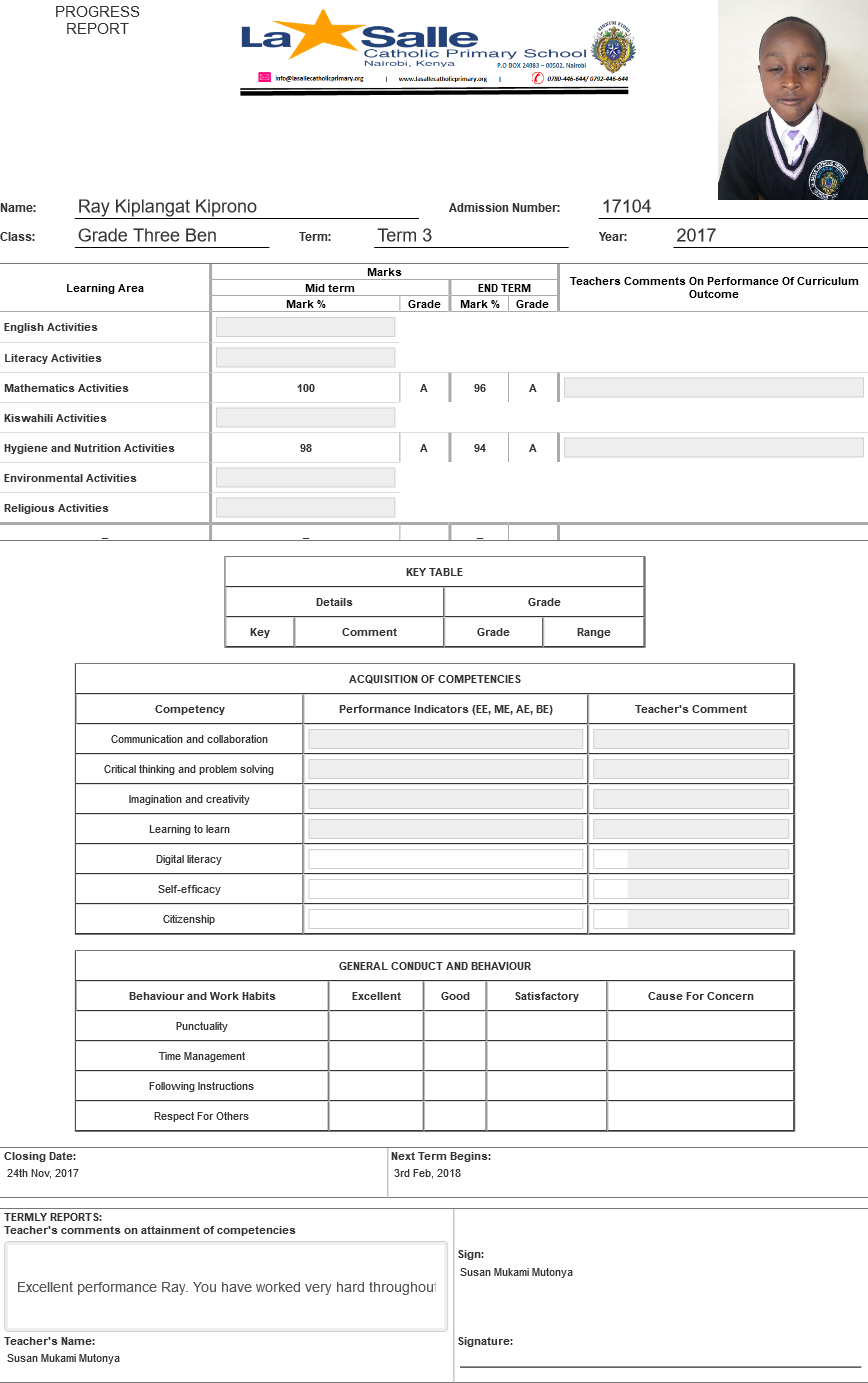 PROGRESS
REPORT
La Salle
Catholic Primary School
Nairobi, Kenya
P.O BOX 24083 – 00502, Nairobi
info@lasallecatholicprimary.org | www.lasallecatholicprimary.org | 0780-446-644/ 0792-446-644
Name: Ray Kiplangat Kiprono Admission Number: 17104
Class: Grade Three Ben Term: Term 3 Year: 2017
Learning Area Marks Teachers Comments On Performance Of Curriculum Outcome
Mid term END TERM
Mark % Grade Mark % Grade
English Activities
Literacy Activities
Mathematics Activities 100 A 96 A
Kiswahili Activities
Hygiene and Nutrition Activities 98 A 94 A
Environmental Activities
Religious Activities
– – –
KEY TABLE
Details Grade
Key Comment Grade Range
ACQUISITION OF COMPETENCIES
Competency Performance Indicators (EE, ME, AE, BE) Teacher's Comment
Communication and collaboration
Critical thinking and problem solving
Imagination and creativity
Learning to learn
Digital literacy
Self-efficacy
Citizenship
GENERAL CONDUCT AND BEHAVIOUR
Behaviour and Work Habits Excellent Good Satisfactory Cause For Concern
Punctuality
Time Management
Following Instructions
Respect For Others
Closing Date: Next Term Begins:
24th Nov, 2017 3rd Feb, 2018
TERMLY REPORTS:
Teacher's comments on attainment of competencies
Excellent performance Ray. You have worked very hard throughout
Sign:
Susan Mukami Mutonya
Teacher's Name: Signature:
Susan Mukami Mutonya